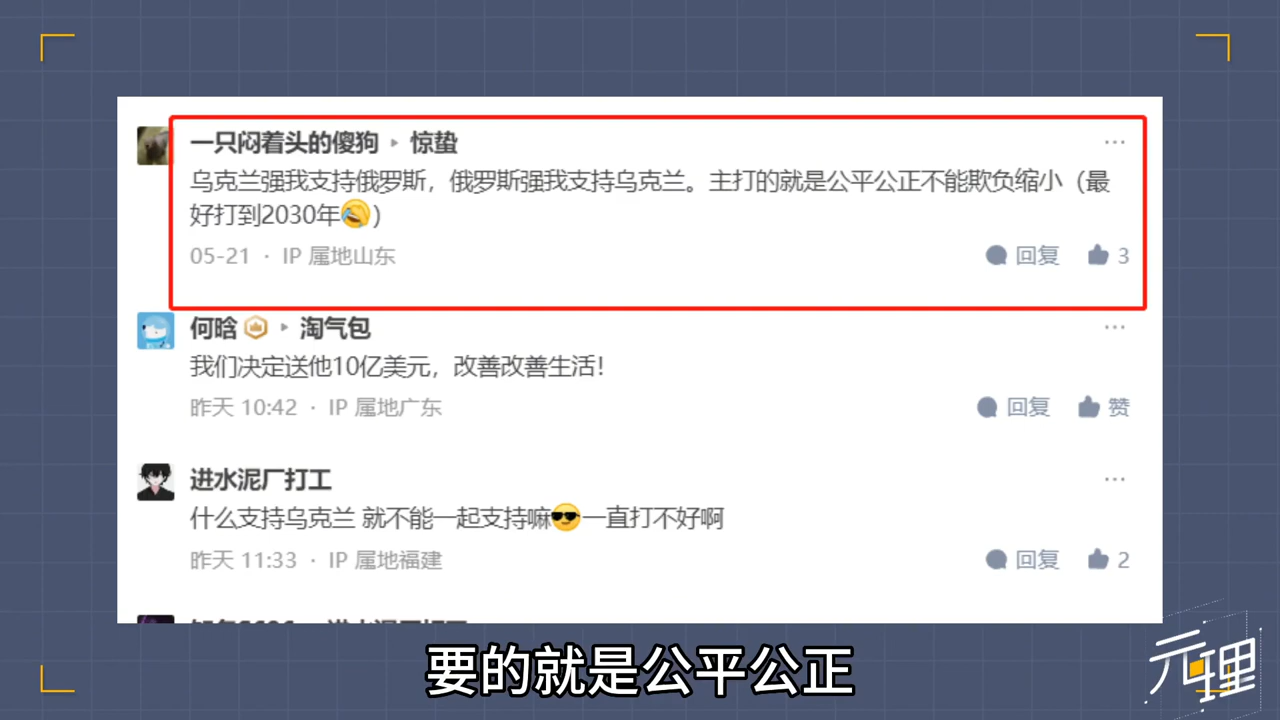 一只闷着头的傻狗 ▸ 惊蛰
乌克兰强我支持俄罗斯，俄罗斯强我支持乌克兰。主打的就是公平公正不能欺负缩小（最
好打到2030年🤣）
05-21 · IP 属地山东
回复 3
何晗 ▸ 淘气包
我们决定送他10亿美元，改善改善生活！
昨天 10:42 · IP 属地广东
回复 赞
进水泥厂打工
什么支持乌克兰 就不能一起支持嘛😎一直打不好啊
昨天 11:33 · IP 属地福建
回复 2
要的就是公平公正
元理